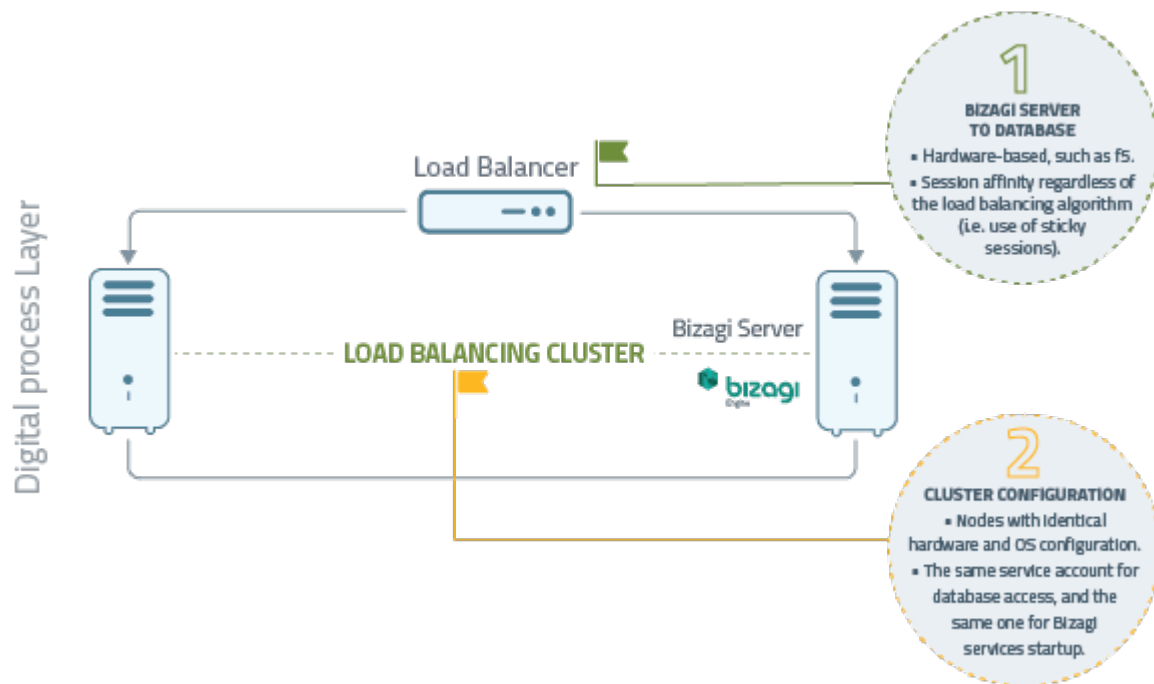 1
BIZAGI SERVER
TO DATABASE
▪ Hardware-based, such as f5.
▪ Session affinity regardless of
the load balancing algorithm
(i.e. use of sticky
sessions).
Load Balancer
Digital process Layer
Bizagi Server
LOAD BALANCING CLUSTER
bizagi
Engine
2
CLUSTER CONFIGURATION
▪ Nodes with identical
hardware and OS configuration.
▪ The same service account for
database access, and the
same one for Bizagi
services startup.